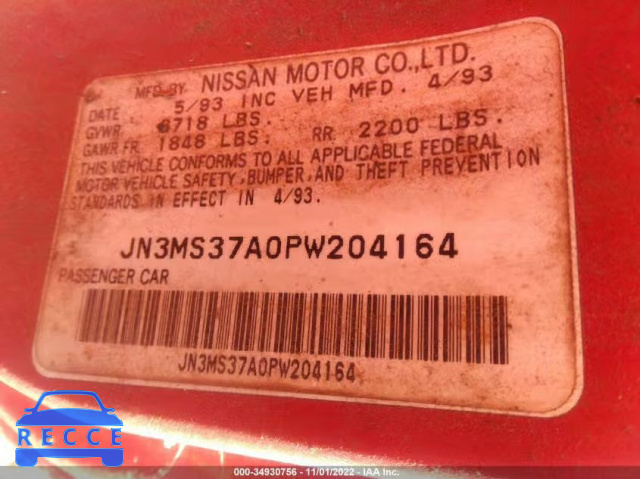 MFD. BY NISSAN MOTOR CO.,LTD.
DATE 5/93 INC VEH MFD. 4/93
GVWR 3718 LBS.
GAWR FR. 1848 LBS. RR 2200 LBS.
THIS VEHICLE CONFORMS TO ALL APPLICABLE FEDERAL
MOTOR VEHICLE SAFETY, BUMPER, AND THEFT PREVENTION
STANDARDS IN EFFECT IN 4/93.
JN3MS37A0PW204164
PASSENGER CAR
JN3MS37A0PW204164
RECCE
000-34930756 - 11/01/2022 - IAA Inc.